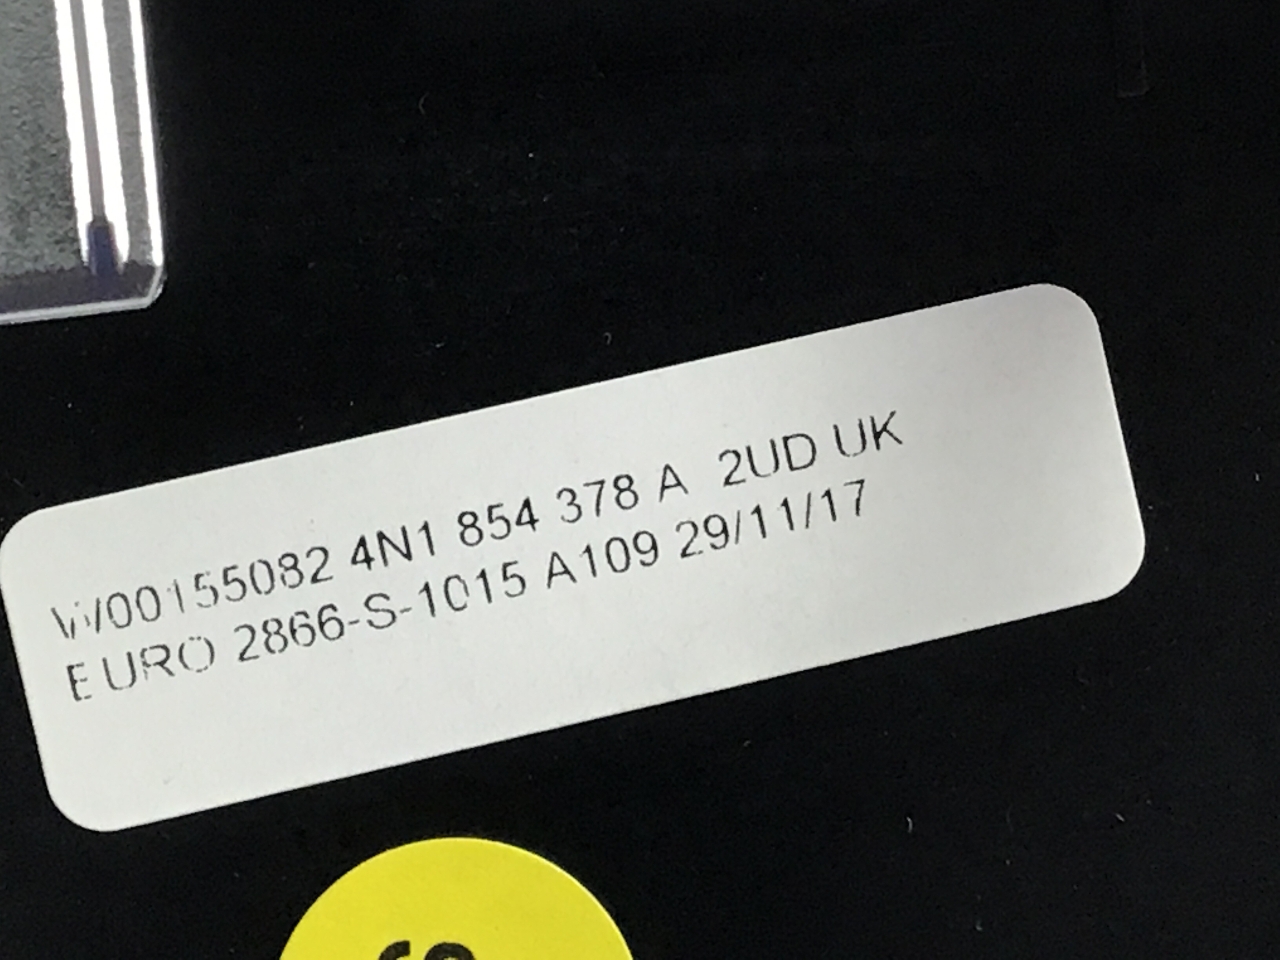 W00155082 4N1 854 378 A 2UD UK
EURO 2866-S-1015 A109 29/11/17